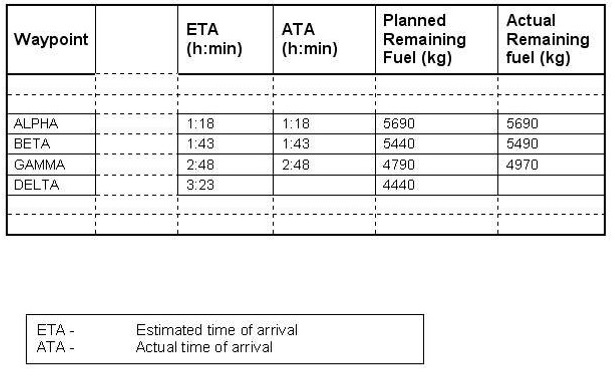 Waypoint ETA (h:min) ATA (h:min) Planned Remaining Fuel (kg) Actual Remaining fuel (kg)
ALPHA 1:18 1:18 5690 5690
BETA 1:43 1:43 5440 5490
GAMMA 2:48 2:48 4790 4970
DELTA 3:23 4440
ETA - Estimated time of arrival
ATA - Actual time of arrival